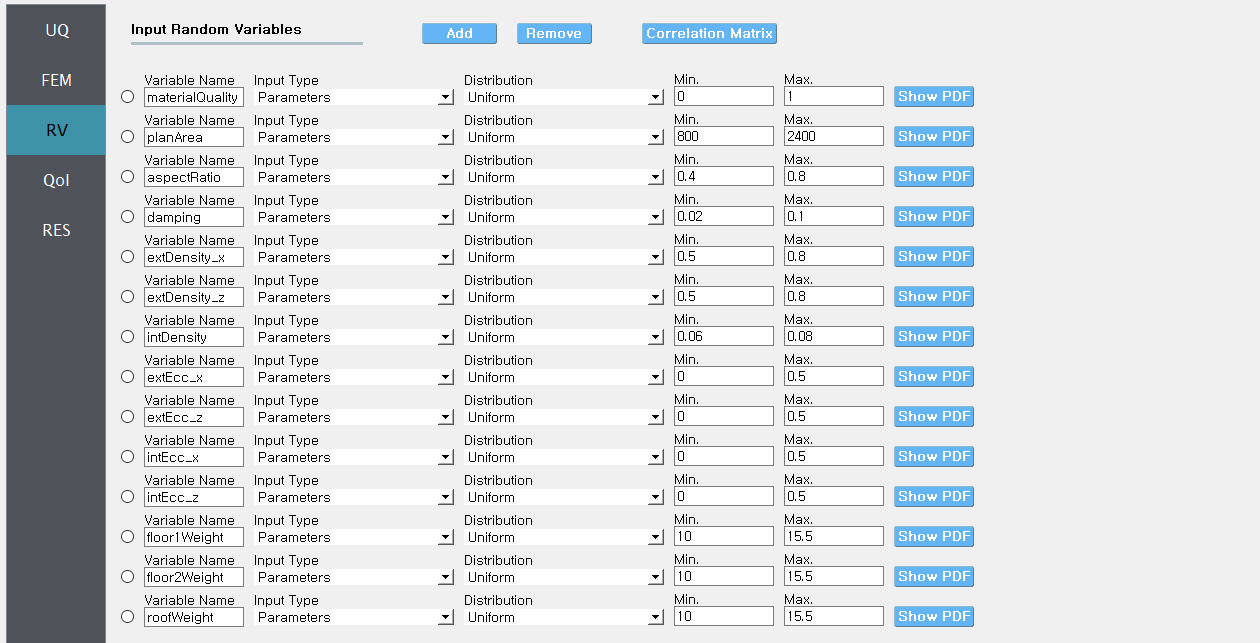 UQ
FEM
RV
QoI
RES
Input Random Variables
Add
Remove
Correlation Matrix
Variable Name Input Type Distribution Min. Max.
materialQuality Parameters Uniform 0 1 Show PDF
Variable Name Input Type Distribution Min. Max.
planArea Parameters Uniform 800 2400 Show PDF
Variable Name Input Type Distribution Min. Max.
aspectRatio Parameters Uniform 0.4 0.8 Show PDF
Variable Name Input Type Distribution Min. Max.
damping Parameters Uniform 0.02 0.1 Show PDF
Variable Name Input Type Distribution Min. Max.
extDensity_x Parameters Uniform 0.5 0.8 Show PDF
Variable Name Input Type Distribution Min. Max.
extDensity_z Parameters Uniform 0.5 0.8 Show PDF
Variable Name Input Type Distribution Min. Max.
intDensity Parameters Uniform 0.06 0.08 Show PDF
Variable Name Input Type Distribution Min. Max.
extEcc_x Parameters Uniform 0 0.5 Show PDF
Variable Name Input Type Distribution Min. Max.
extEcc_z Parameters Uniform 0 0.5 Show PDF
Variable Name Input Type Distribution Min. Max.
intEcc_x Parameters Uniform 0 0.5 Show PDF
Variable Name Input Type Distribution Min. Max.
intEcc_z Parameters Uniform 0 0.5 Show PDF
Variable Name Input Type Distribution Min. Max.
floor1Weight Parameters Uniform 10 15.5 Show PDF
Variable Name Input Type Distribution Min. Max.
floor2Weight Parameters Uniform 10 15.5 Show PDF
Variable Name Input Type Distribution Min. Max.
roofWeight Parameters Uniform 10 15.5 Show PDF